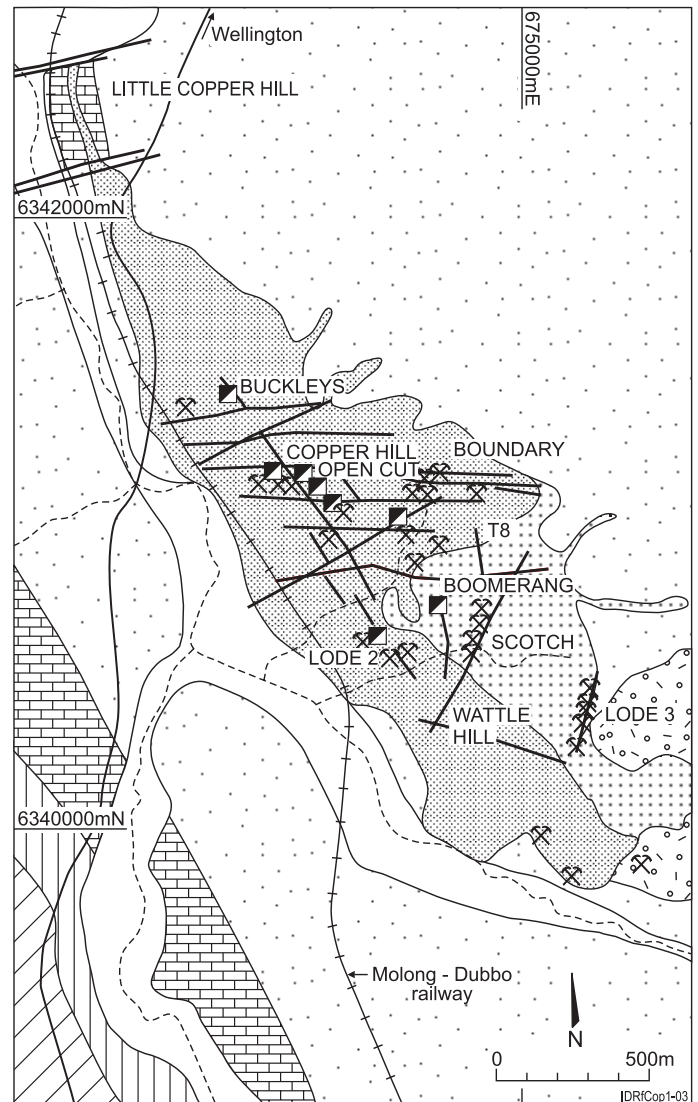 Wellington
675000mE
LITTLE COPPER HILL
6342000mN
BUCKLEYS
COPPER HILL
OPEN CUT
BOUNDARY
T8
BOOMERANG
SCOTCH
LODE 2
WATTLE
HILL
LODE 3
6340000mN
Molong - Dubbo
railway
N
0 500m
IDRfCop1-03